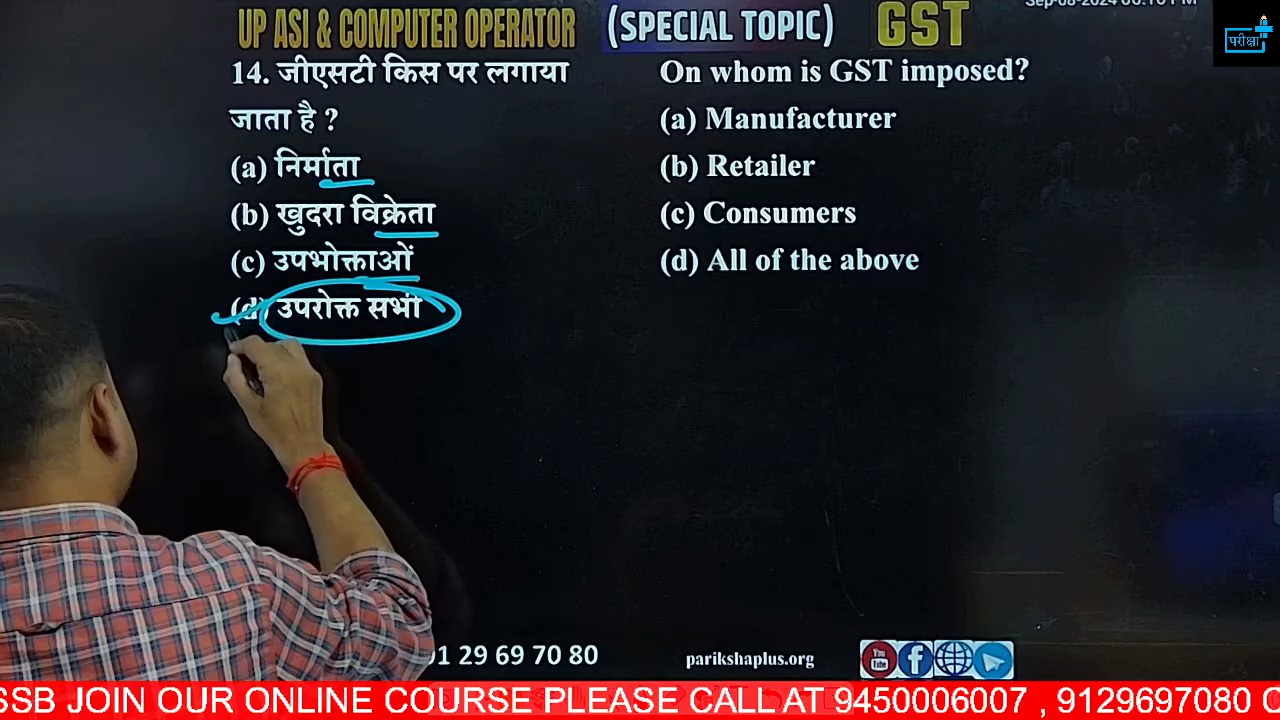 UP ASI & COMPUTER OPERATOR (SPECIAL TOPIC) GST
परीक्षा
14. जीएसटी किस पर लगाया
जाता है ?
(a) निर्माता
(b) खुदरा विक्रेता
(c) उपभोक्ताओं
(d) उपरोक्त सभी
On whom is GST imposed?
(a) Manufacturer
(b) Retailer
(c) Consumers
(d) All of the above
29 69 70 80
parikshaplus.org
You
Tube
SSB JOIN OUR ONLINE COURSE PLEASE CALL AT 9450006007 , 9129697080